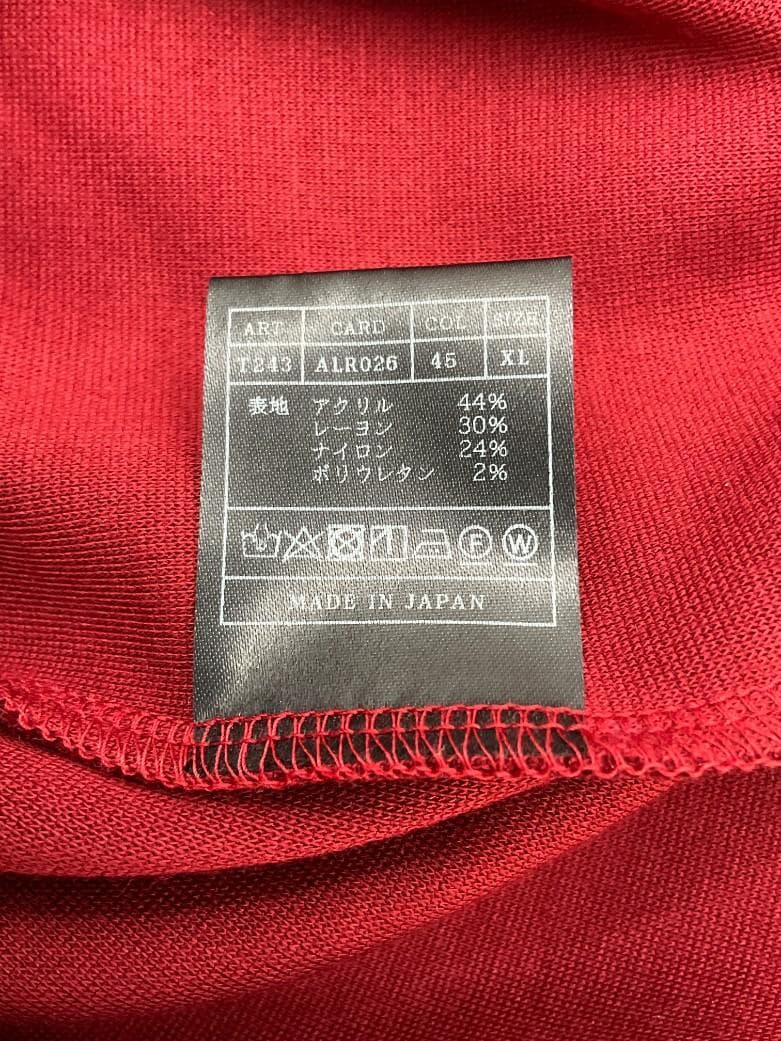 ART CARD COL SIZE
T243 ALR026 45 XL
表地 アクリル 44%
レーヨン 30%
ナイロン 24%
ポリウレタン 2%
F W
MADE IN JAPAN